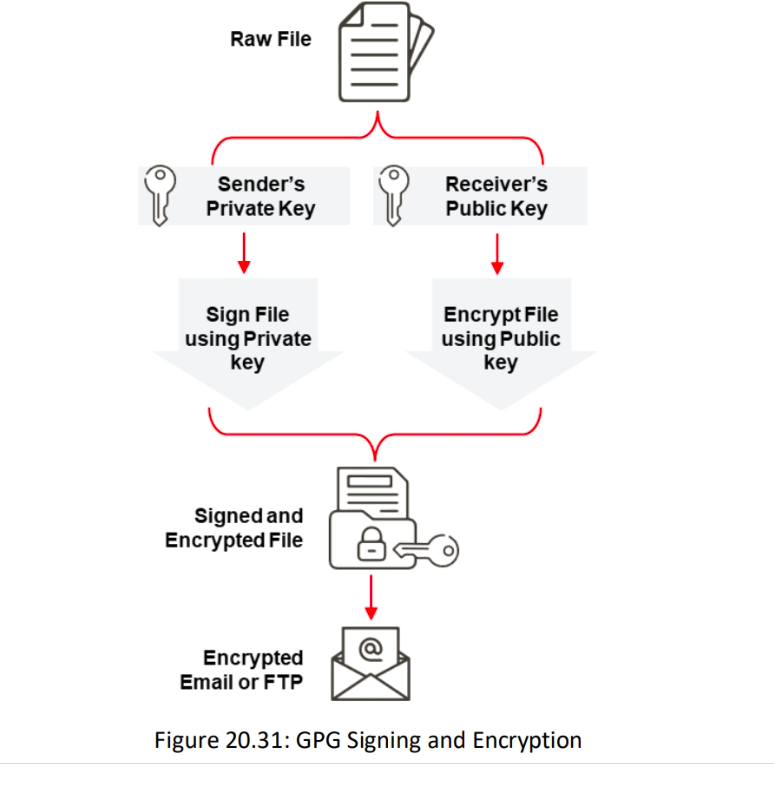 Raw File
Sender's
Private Key
Receiver's
Public Key
Sign File
using Private
key
Encrypt File
using Public
key
Signed and
Encrypted File
@
Encrypted
Email or FTP
Figure 20.31: GPG Signing and Encryption